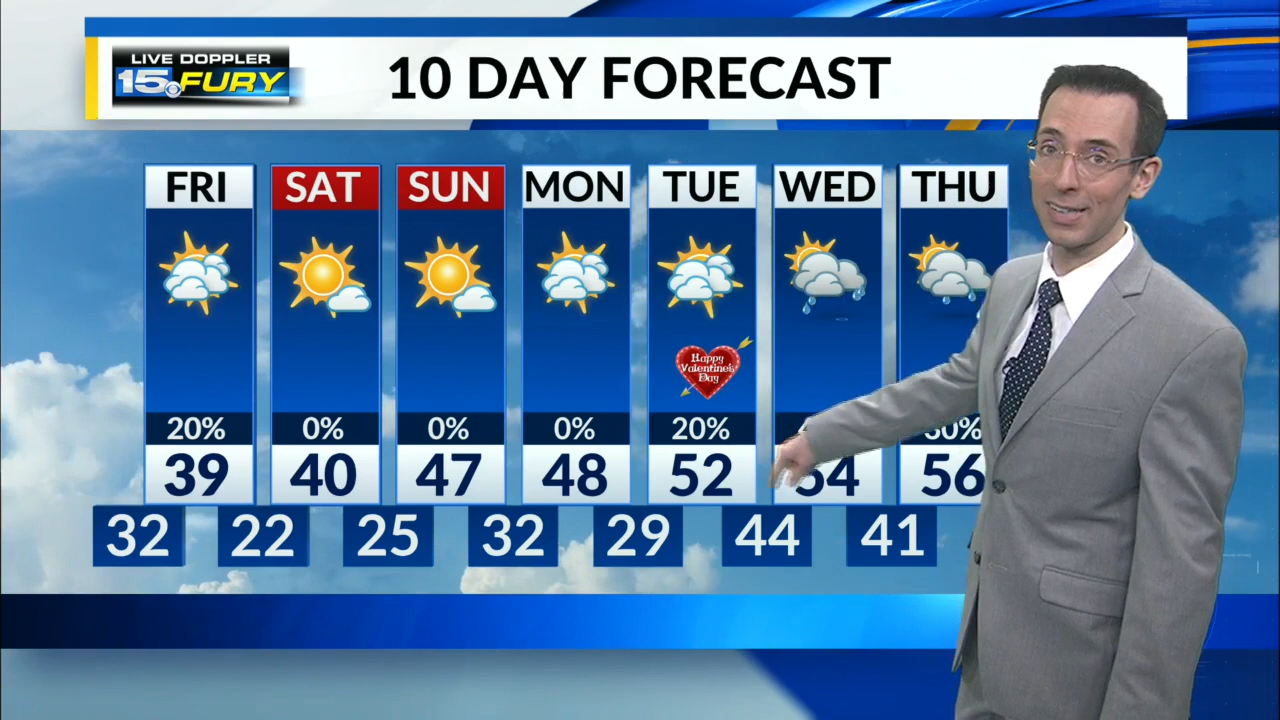 LIVE DOPPLER
15 FURY
10 DAY FORECAST
FRI SAT SUN MON TUE WED THU
Happy
Valentine's
Day
20% 0% 0% 0% 20%
39 40 47 48 52 54 56
32 22 25 32 29 44 41